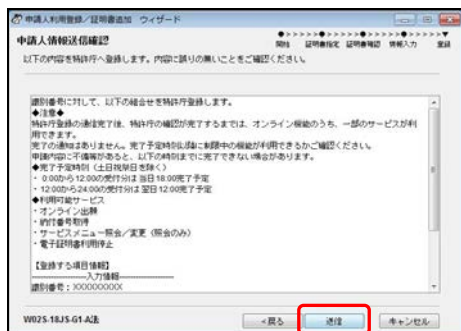 申請人利用登録／証明書追加　ウィザード
申請人情報送信確認
開始　証明書指定　証明書確認　情報入力　登録
以下の内容を特許庁へ登録します。内容に誤りの無いことをご確認ください。
識別番号に対して、以下の組合せを特許庁登録します。
◆注意◆
特許庁登録の通信完了後、特許庁の確認が完了するまでは、オンライン機能のうち、一部のサービスが利
用できます。
完了の通知はありません。完了予定時刻以降に制限中の機能が利用できるかご確認ください。
申請内容に不備等があると、以下の時刻までに完了できない場合があります。
◆完了予定時刻（土日祝祭日を除く）
・ 0:00から12:00の受付分は 当日18:00完了予定
・12:00から24:00の受付分は 翌日12:00完了予定
◆利用可能サービス
・オンライン出願
・納付番号取得
・サービスメニュー照会／変更（照会のみ）
・電子証明書利用停止
【登録する項目情報】
--------------------入力情報--------------------
識別番号：XXXXXXXXX
W02S-18JS-G1-A法
<戻る
送信
キャンセル